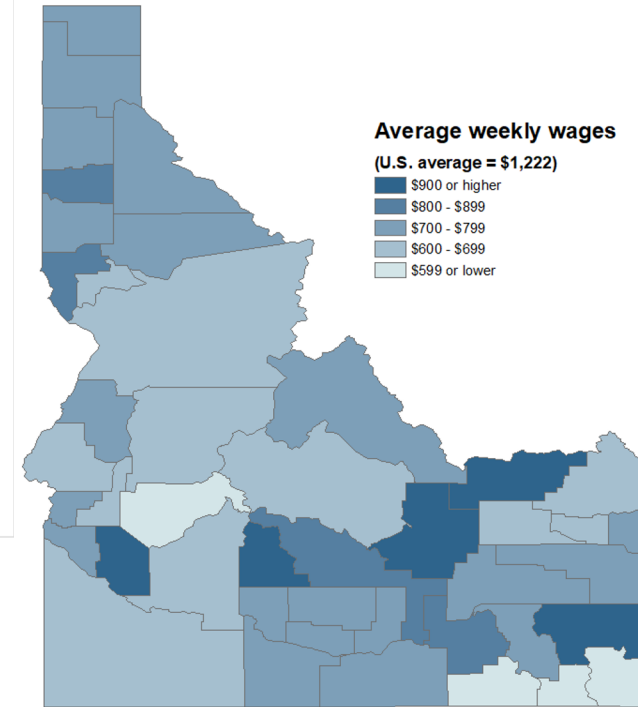 Average weekly wages
(U.S. average = $1,222)
$900 or higher
$800 - $899
$700 - $799
$600 - $699
$599 or lower